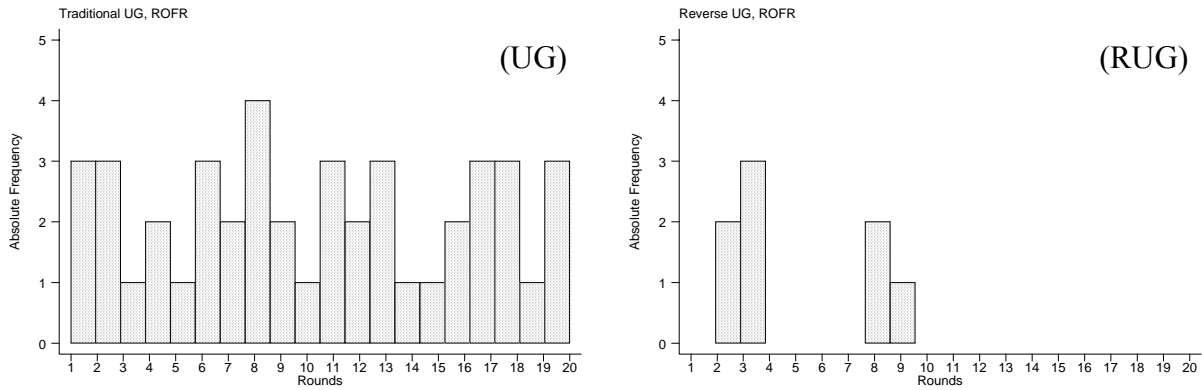 Traditional UG, ROFR
(UG)
Absolute Frequency
5
4
3
2
1
0
1 2 3 4 5 6 7 8 9 10 11 12 13 14 15 16 17 18 19 20
Rounds
Reverse UG, ROFR
(RUG)
Absolute Frequency
5
4
3
2
1
0
1 2 3 4 5 6 7 8 9 10 11 12 13 14 15 16 17 18 19 20
Rounds